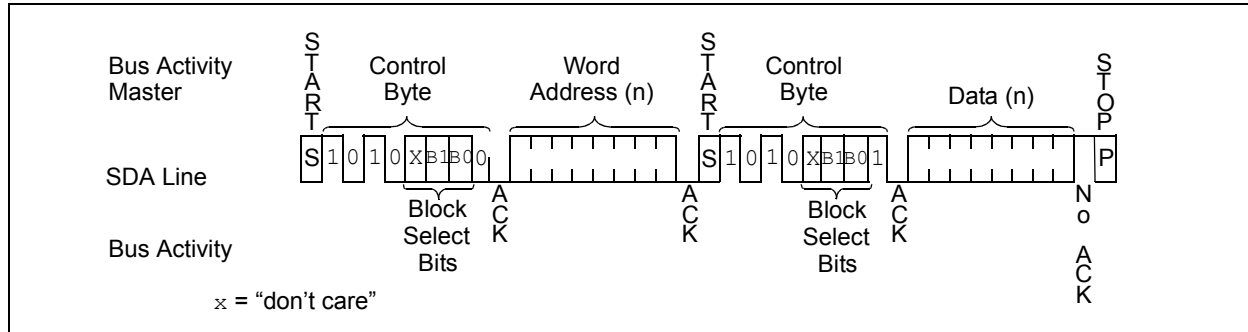 START
START
STOP
Bus Activity
Master
Control
Byte
Word
Address (n)
Control
Byte
Data (n)
SDA Line
S 1 0 1 0 X B1 B0 0
S 1 0 1 0 X B1 B0 1
P
ACK
ACK
ACK
No ACK
Bus Activity
Block
Select
Bits
Block
Select
Bits
x = “don’t care”